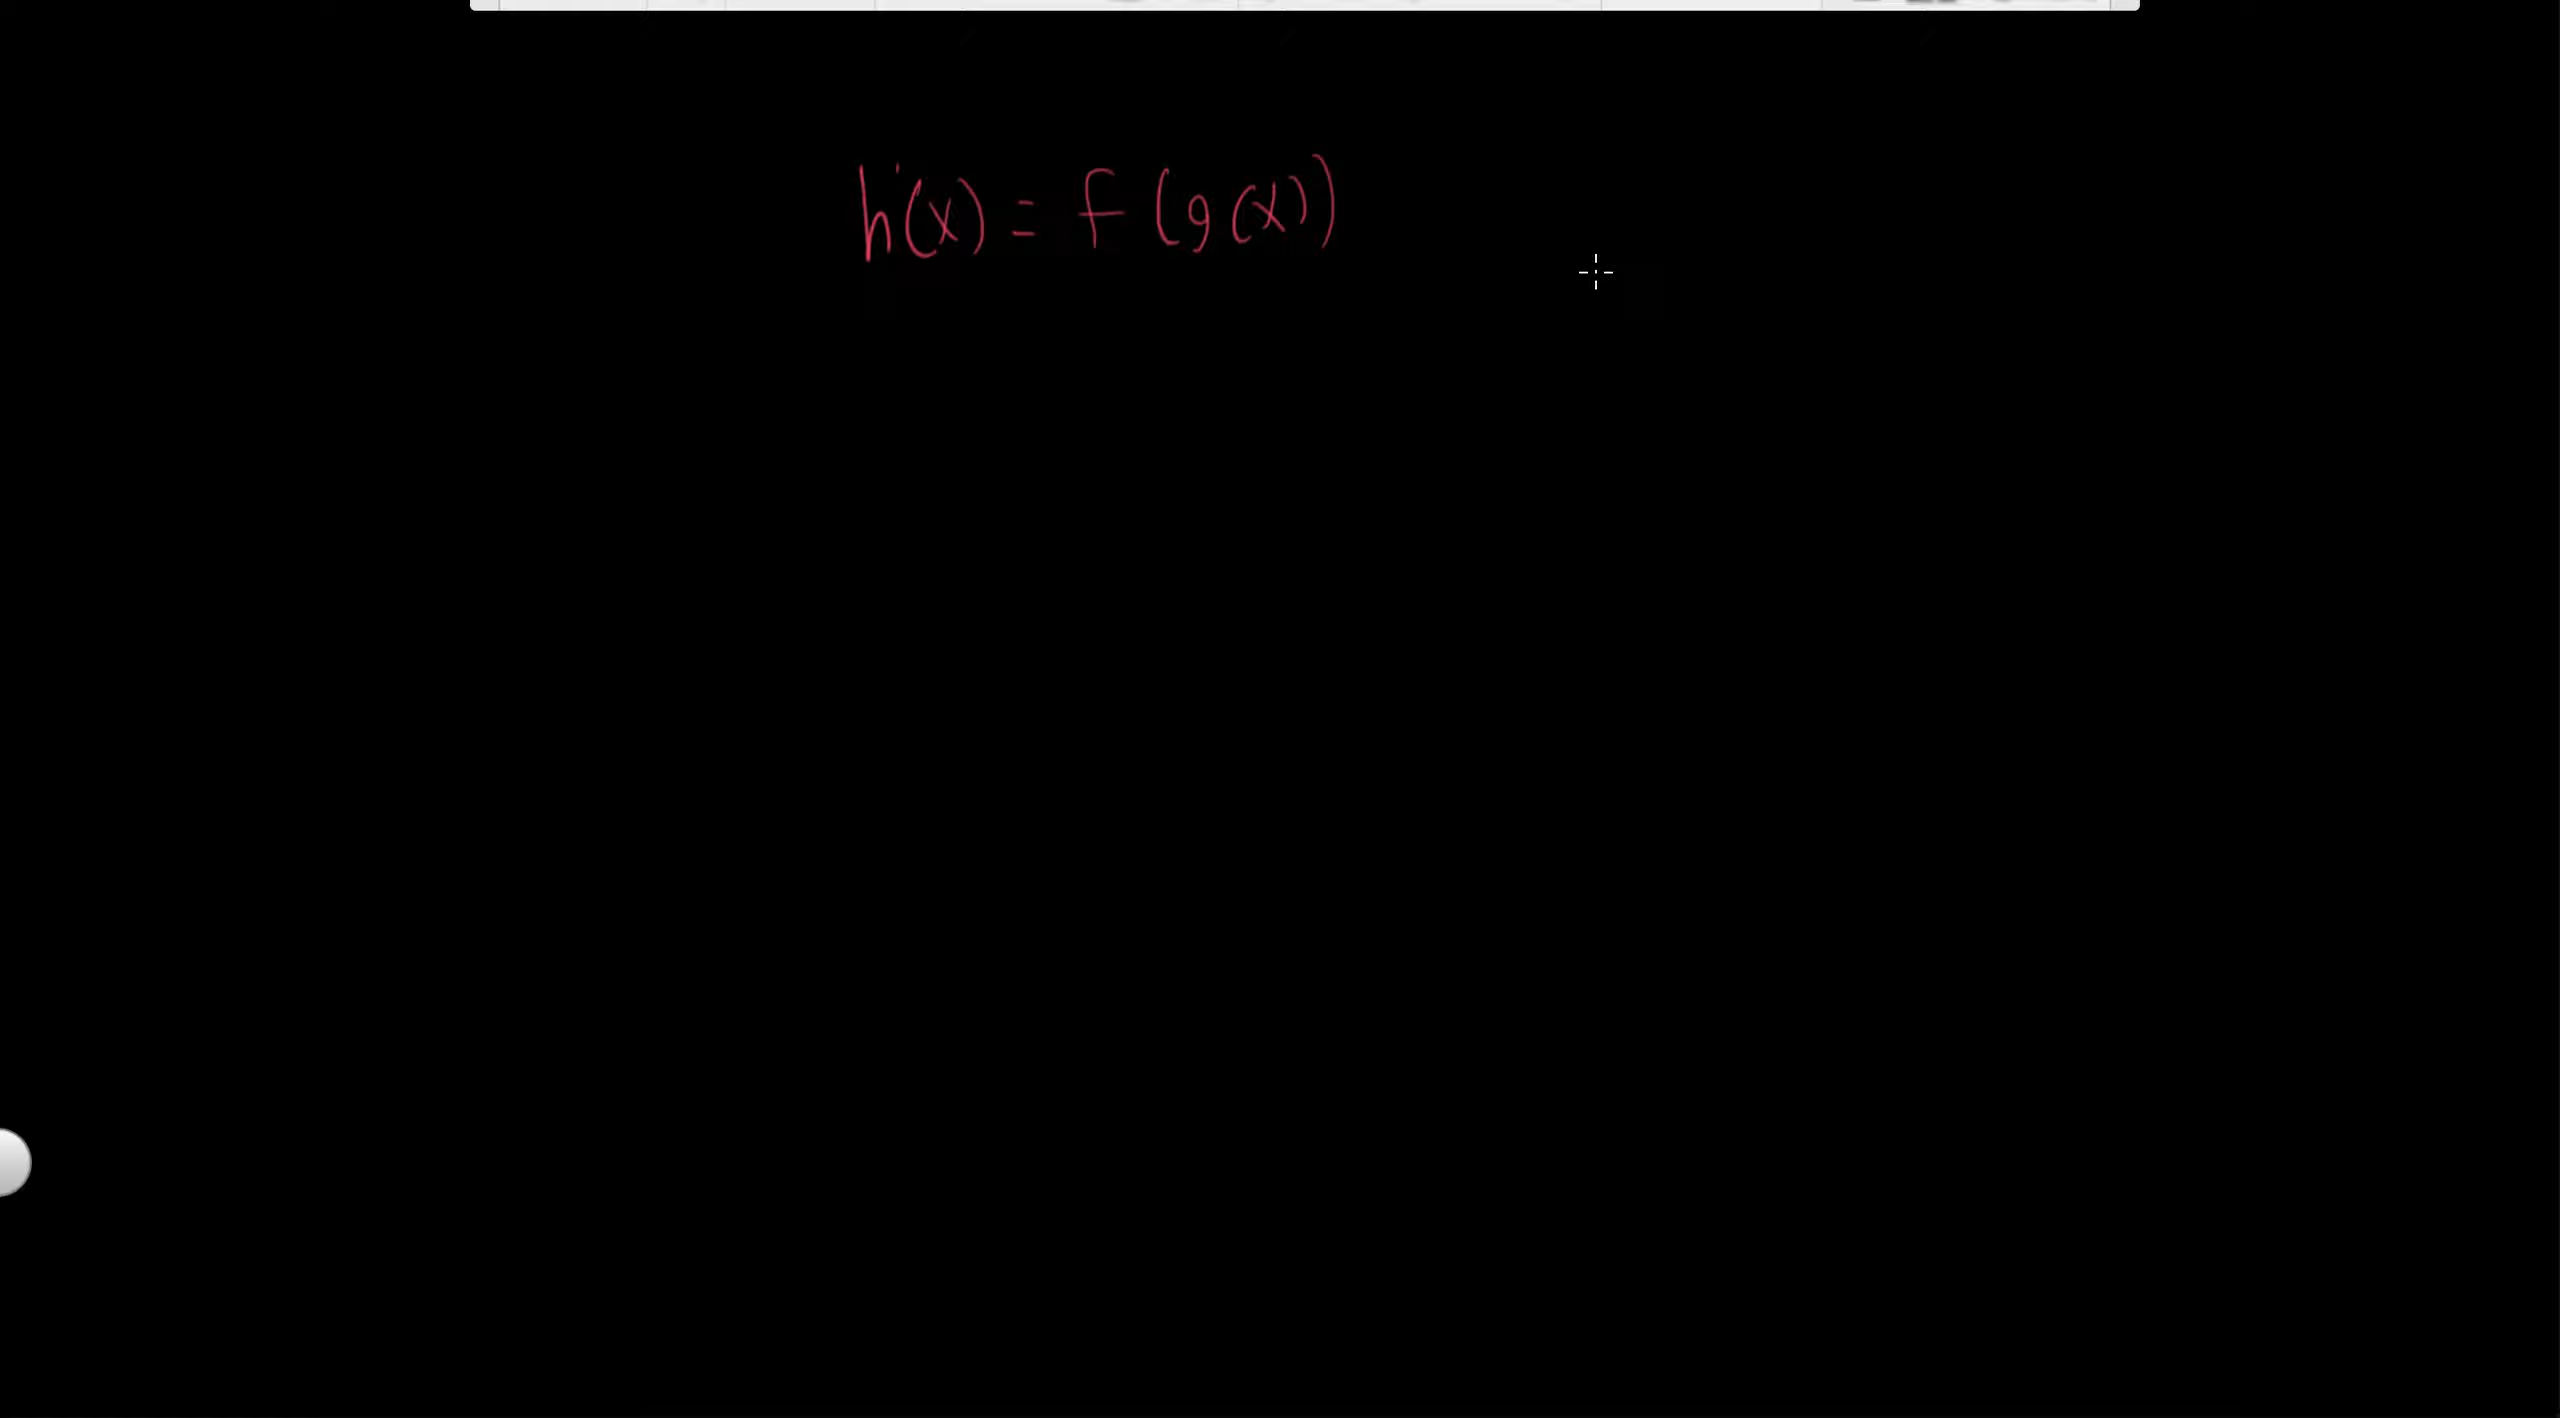 h'(x) = f(g(x))